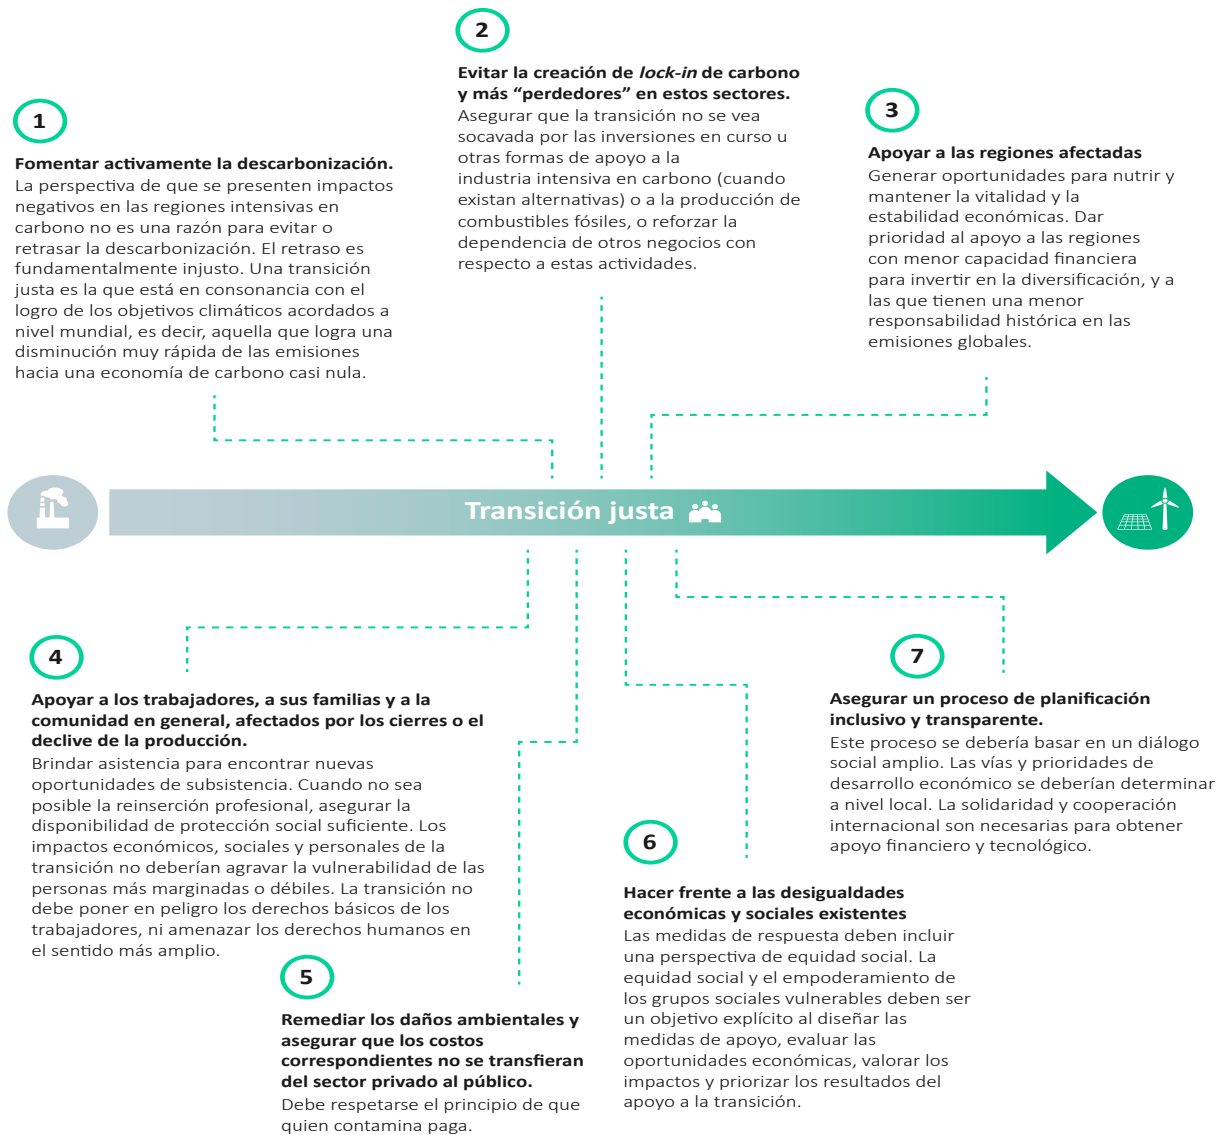 1
Fomentar activamente la descarbonización.
La perspectiva de que se presenten impactos
negativos en las regiones intensivas en
carbono no es una razón para evitar o
retrasar la descarbonización. El retraso es
fundamentalmente injusto. Una transición
justa es la que está en consonancia con el
logro de los objetivos climáticos acordados a
nivel mundial, es decir, aquella que logra una
disminución muy rápida de las emisiones
hacia una economía de carbono casi nula.
2
Evitar la creación de lock-in de carbono
y más “perdedores” en estos sectores.
Asegurar que la transición no se vea
socavada por las inversiones en curso u
otras formas de apoyo a la
industria intensiva en carbono (cuando
existan alternativas) o a la producción de
combustibles fósiles, o reforzar la
dependencia de otros negocios con
respecto a estas actividades.
3
Apoyar a las regiones afectadas
Generar oportunidades para nutrir y
mantener la vitalidad y la
estabilidad económicas. Dar
prioridad al apoyo a las regiones
con menor capacidad financiera
para invertir en la diversificación, y a
las que tienen una menor
responsabilidad histórica en las
emisiones globales.
Transición justa
4
Apoyar a los trabajadores, a sus familias y a la
comunidad en general, afectados por los cierres o el
declive de la producción.
Brindar asistencia para encontrar nuevas
oportunidades de subsistencia. Cuando no sea
posible la reinserción profesional, asegurar la
disponibilidad de protección social suficiente. Los
impactos económicos, sociales y personales de la
transición no deberían agravar la vulnerabilidad de las
personas más marginadas o débiles. La transición no
debe poner en peligro los derechos básicos de los
trabajadores, ni amenazar los derechos humanos en
el sentido más amplio.
5
Remediar los daños ambientales y
asegurar que los costos
correspondientes no se transfieran
del sector privado al público.
Debe respetarse el principio de que
quien contamina paga.
6
Hacer frente a las desigualdades
económicas y sociales existentes
Las medidas de respuesta deben incluir
una perspectiva de equidad social. La
equidad social y el empoderamiento de
los grupos sociales vulnerables deben ser
un objetivo explícito al diseñar las
medidas de apoyo, evaluar las
oportunidades económicas, valorar los
impactos y priorizar los resultados del
apoyo a la transición.
7
Asegurar un proceso de planificación
inclusivo y transparente.
Este proceso se debería basar en un diálogo
social amplio. Las vías y prioridades de
desarrollo económico se deberían determinar
a nivel local. La solidaridad y cooperación
internacional son necesarias para obtener
apoyo financiero y tecnológico.